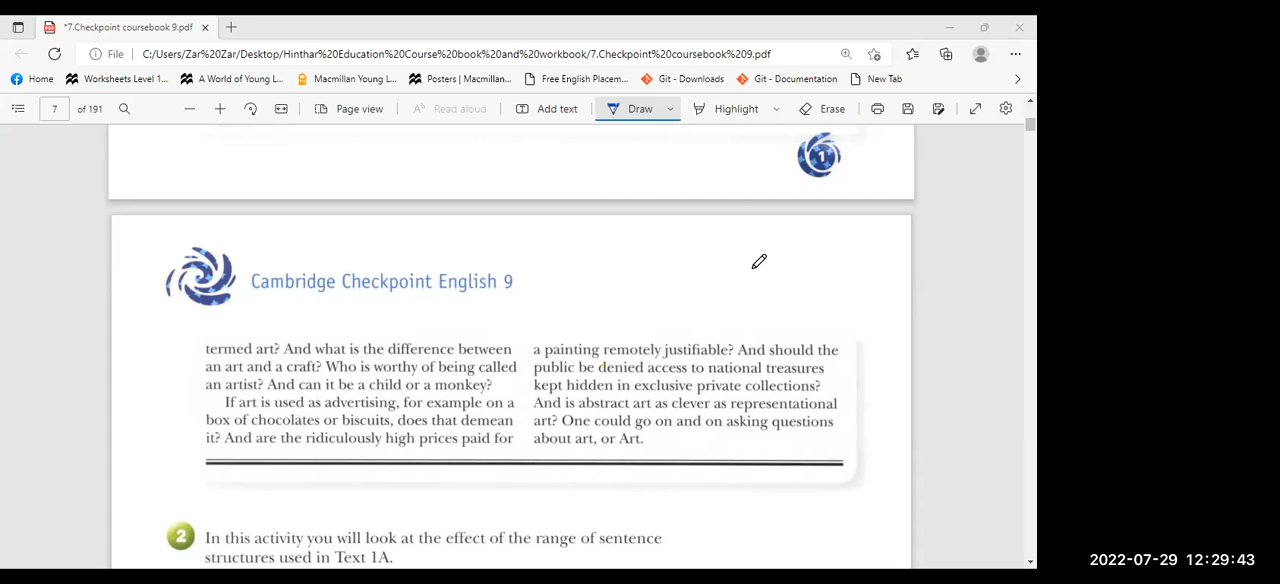 *7.Checkpoint coursebook 9.pdf
File
C:/Users/Zar%20Zar/Desktop/Hinthar%20Education%20Course%20book%20and%20workbook/7.Checkpoint%20coursebook%209.pdf
Home
Worksheets Level 1...
A World of Young L...
Macmillan Young L...
Posters | Macmillan...
Free English Placem...
Git - Downloads
Git - Documentation
New Tab
7 of 191
Page view
Read aloud
Add text
Draw
Highlight
Erase
1
Cambridge Checkpoint English 9
termed art? And what is the difference between
an art and a craft? Who is worthy of being called
an artist? And can it be a child or a monkey?
If art is used as advertising, for example on a
box of chocolates or biscuits, does that demean
it? And are the ridiculously high prices paid for
a painting remotely justifiable? And should the
public be denied access to national treasures
kept hidden in exclusive private collections?
And is abstract art as clever as representational
art? One could go on and on asking questions
about art, or Art.
2
In this activity you will look at the effect of the range of sentence
structures used in Text 1A.
2022-07-29 12:29:43